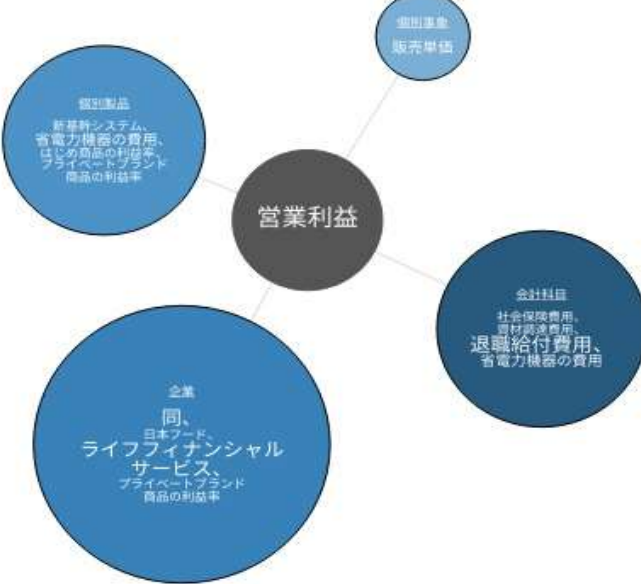 個別事象
販売単価
個別製品
新基幹システム、
省電力機器の費用、
はじめ商品の利益率、
プライベートブランド
商品の利益率
営業利益
会計科目
社会保険費用、
資材調達費用、
退職給付費用、
省電力機器の費用
企業
同、
日本フード、
ライフフィナンシャル
サービス、
プライベートブランド
商品の利益率